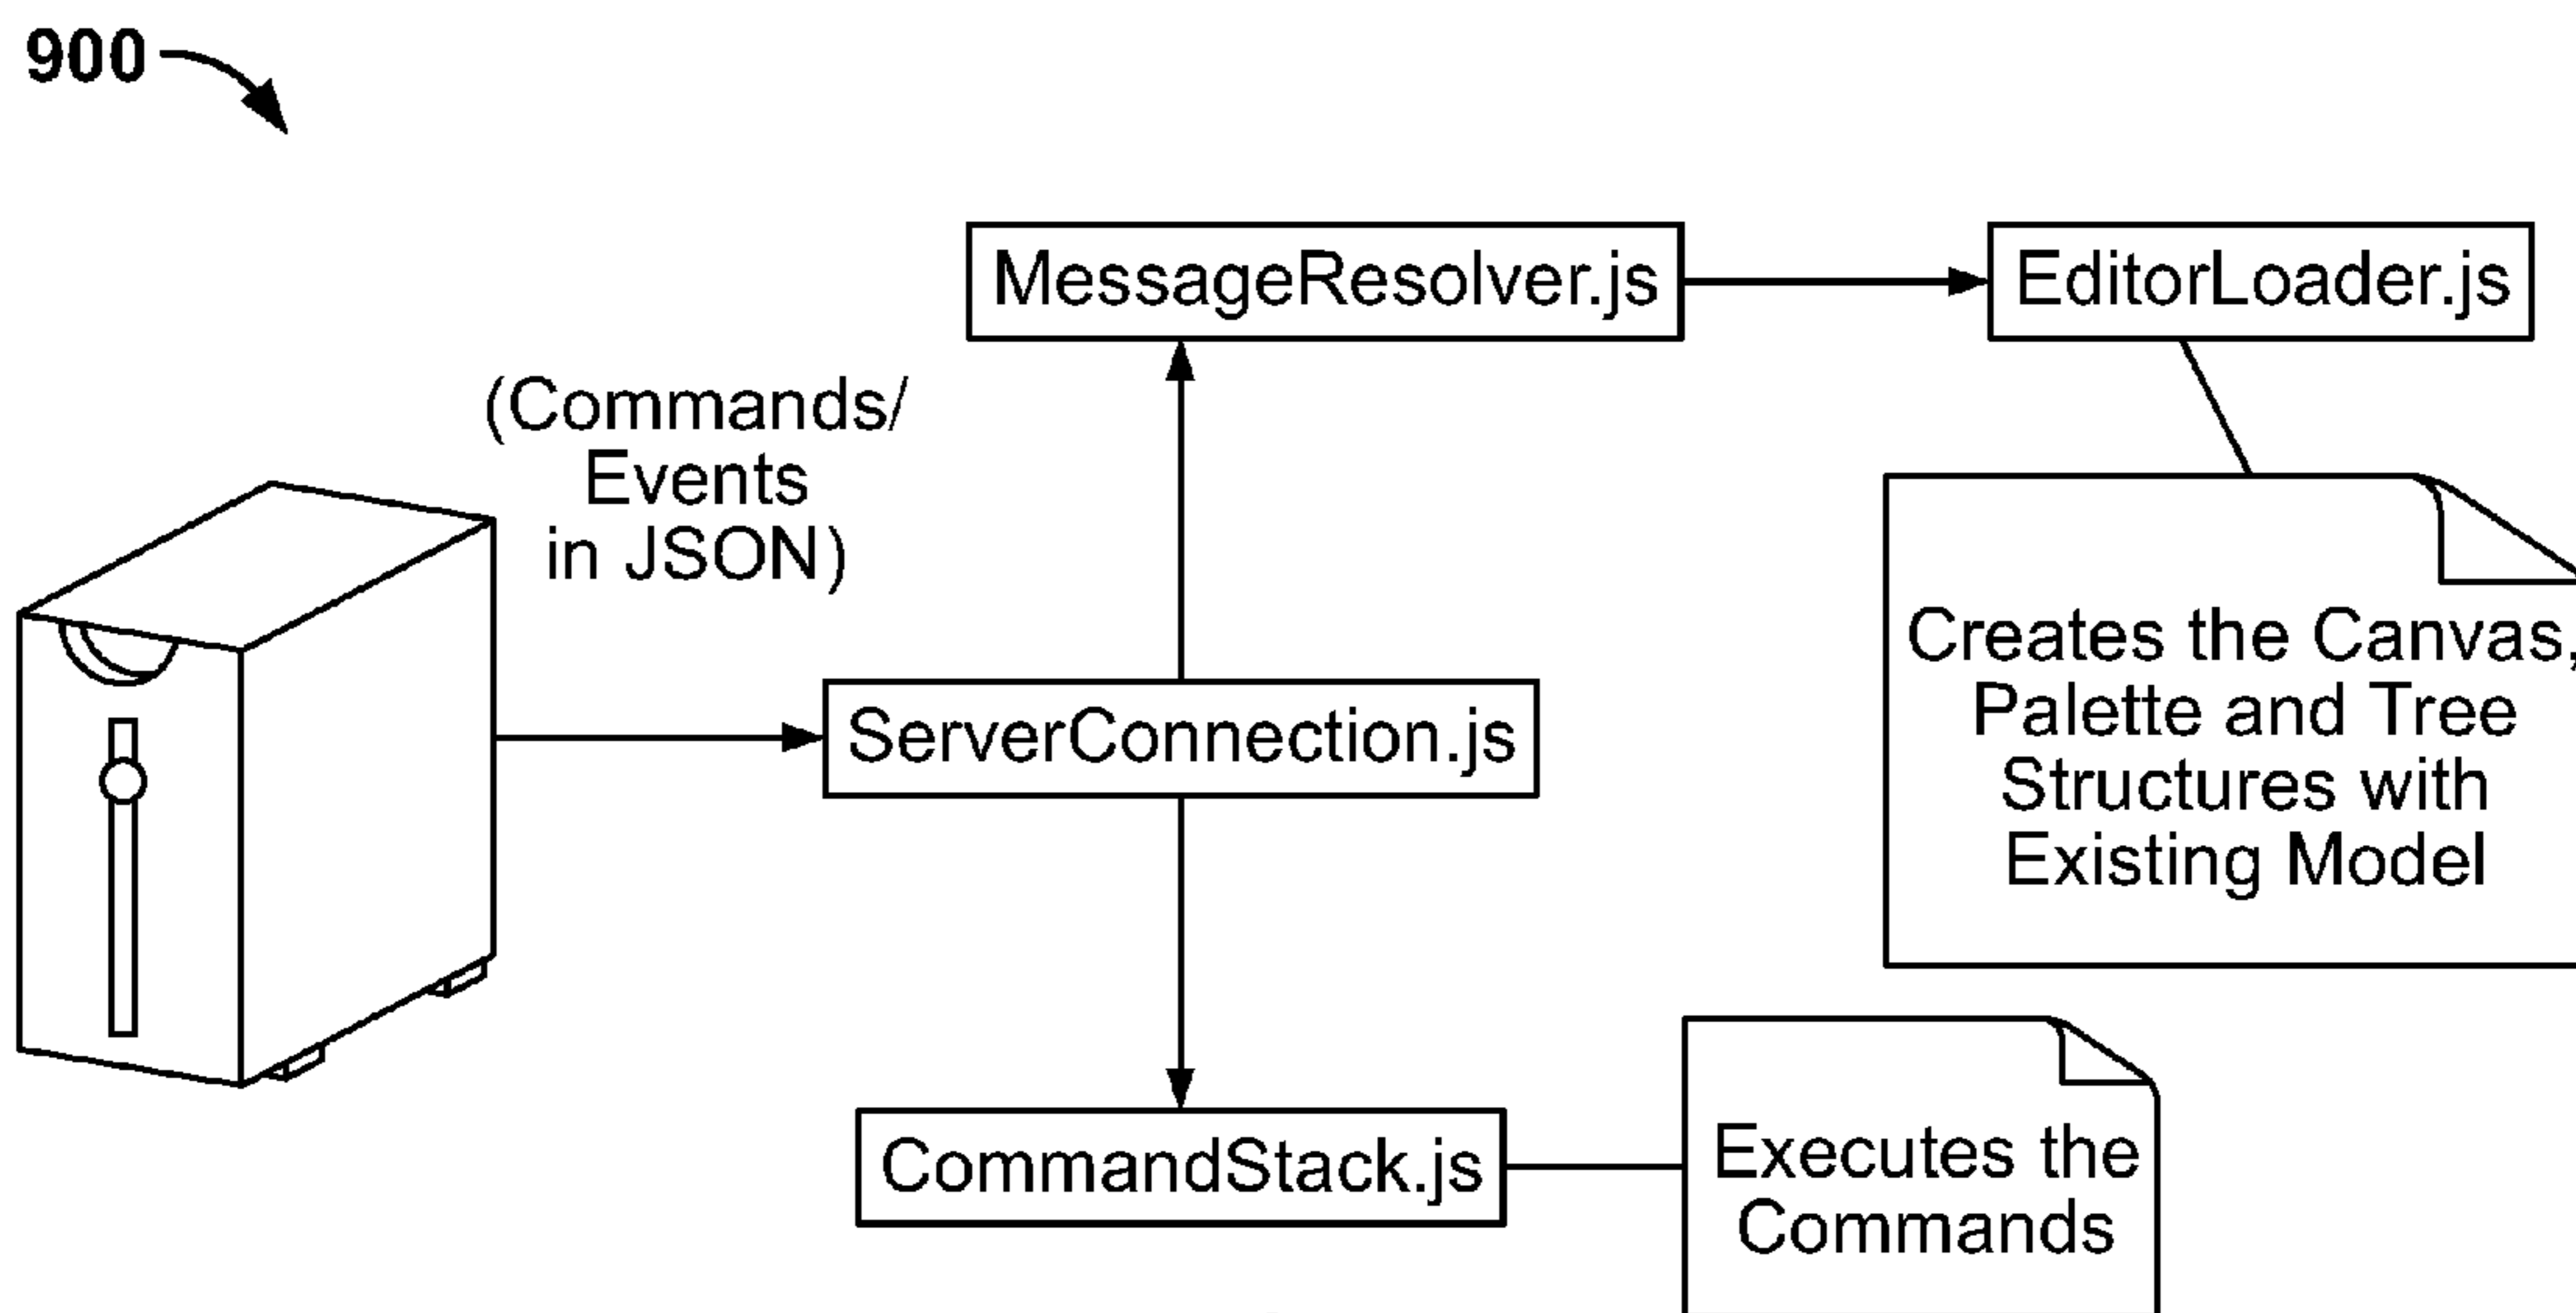 900
MessageResolver.js
EditorLoader.js
(Commands/
Events
in JSON)
ServerConnection.js
Creates the Canvas,
Palette and Tree
Structures with
Existing Model
CommandStack.js
Executes the
Commands